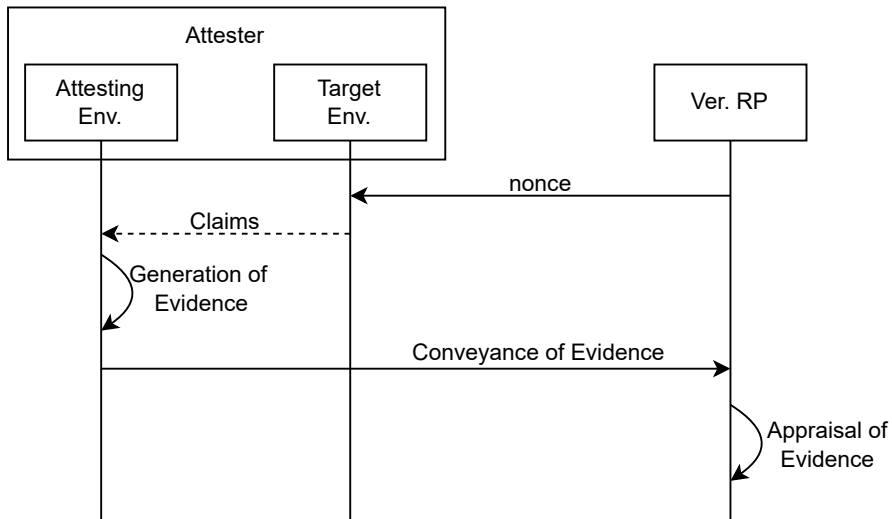 Attester
Attesting
Env.
Target
Env.
Ver. RP
nonce
Claims
Generation of
Evidence
Conveyance of Evidence
Appraisal of
Evidence